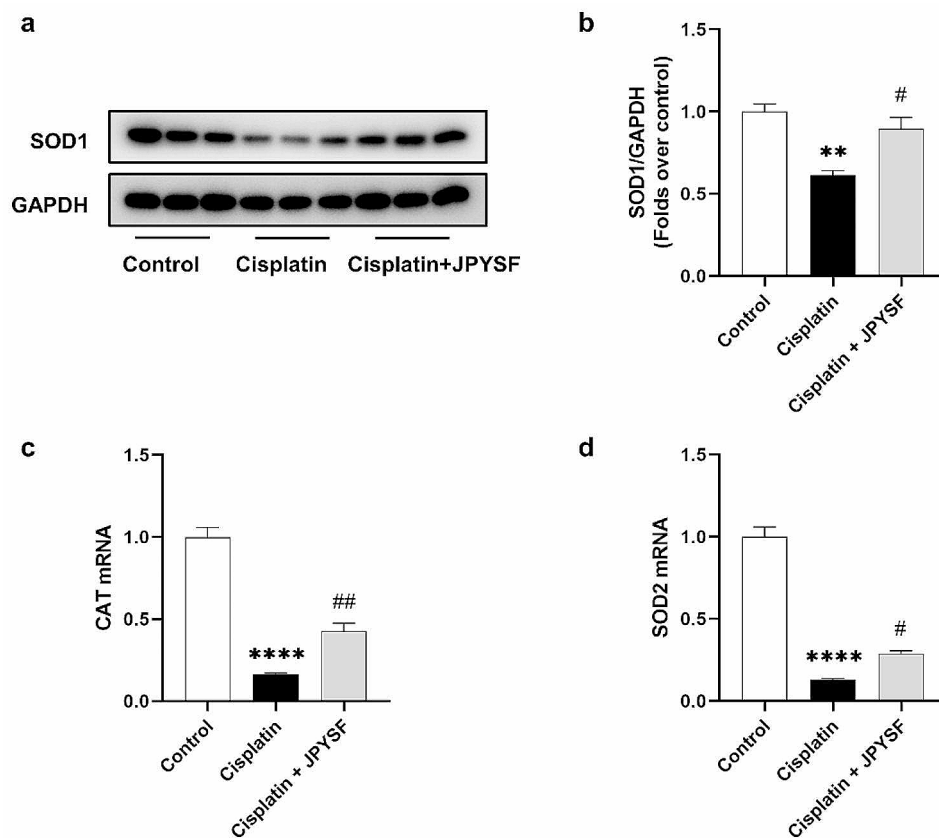 a
SOD1
GAPDH
Control Cisplatin Cisplatin+JPYSF
b
SOD1/GAPDH
(Folds over control)
1.5
1.0
0.5
0.0
#
**
Control
Cisplatin
Cisplatin + JPYSF
c
CAT mRNA
1.5
1.0
0.5
0.0
##
****
Control
Cisplatin
Cisplatin + JPYSF
d
SOD2 mRNA
1.5
1.0
0.5
0.0
#
****
Control
Cisplatin
Cisplatin + JPYSF